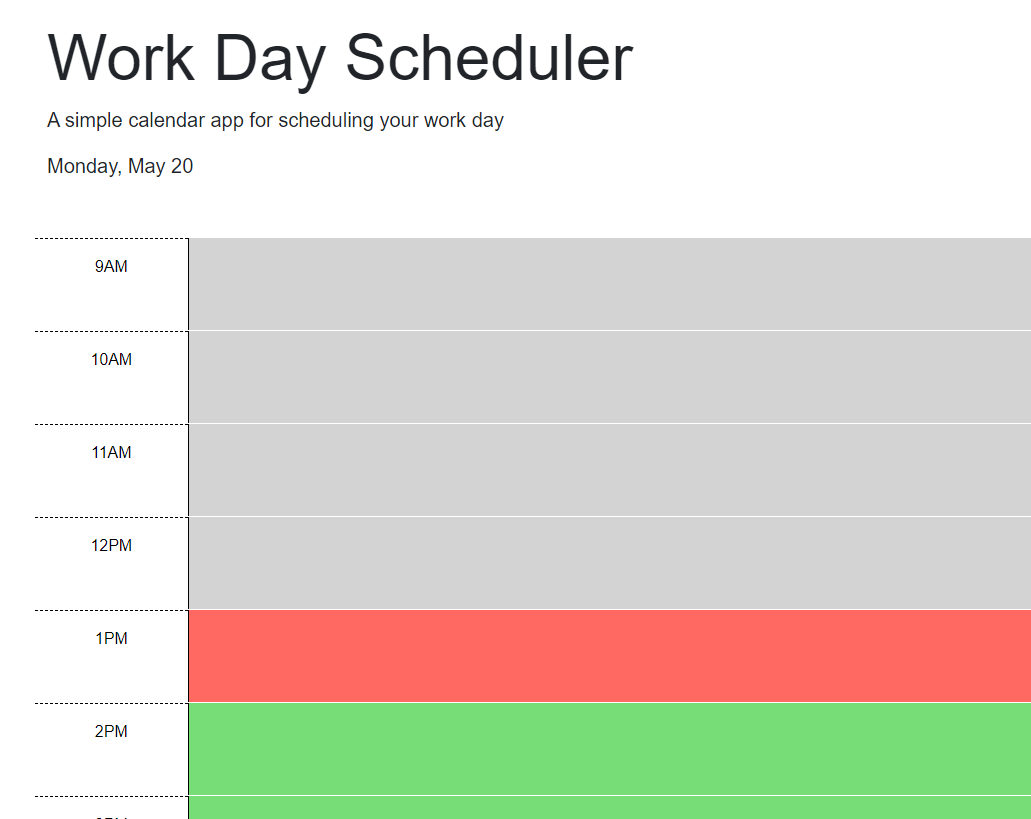 Work Day Scheduler
A simple calendar app for scheduling your work day
Monday, May 20
9AM
10AM
11AM
12PM
1PM
2PM